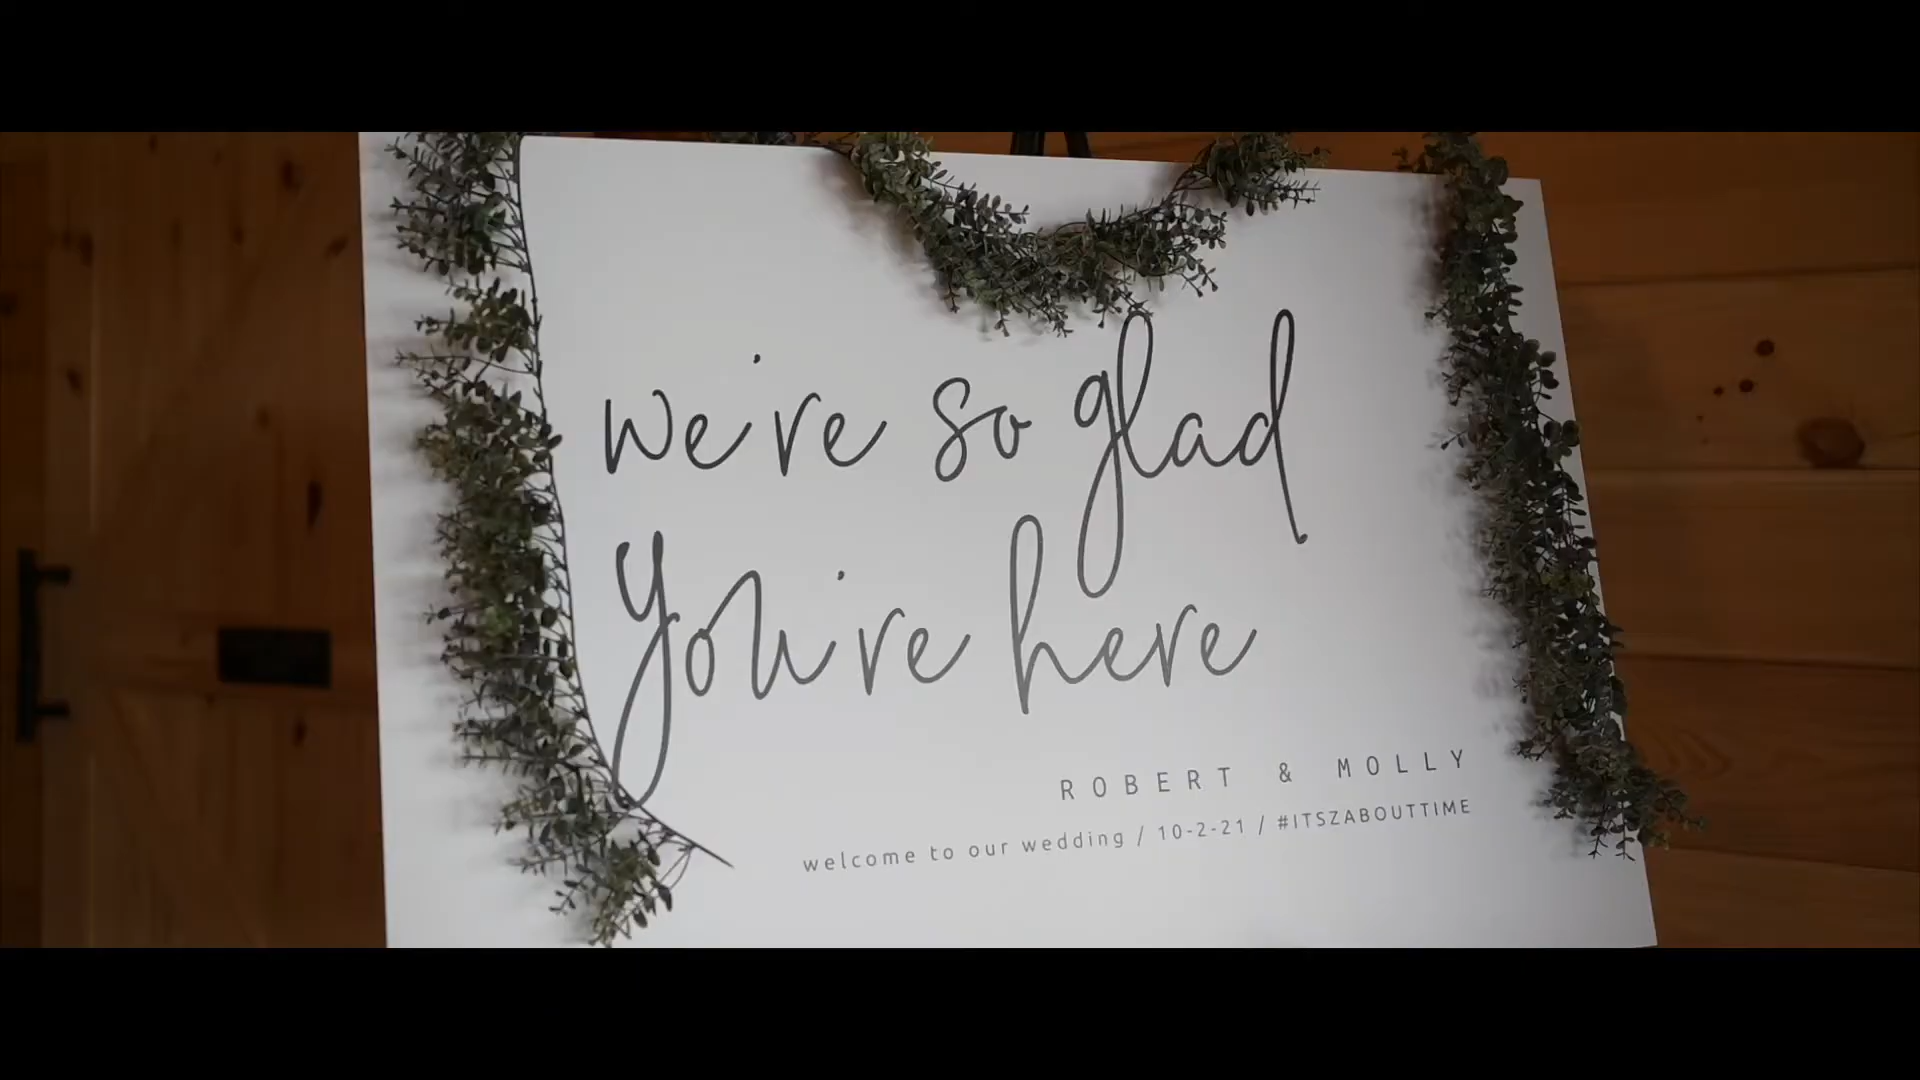 we're so glad
you're here
ROBERT & MOLLY
welcome to our wedding / 10-2-21 / #ITSZABOUTTIME